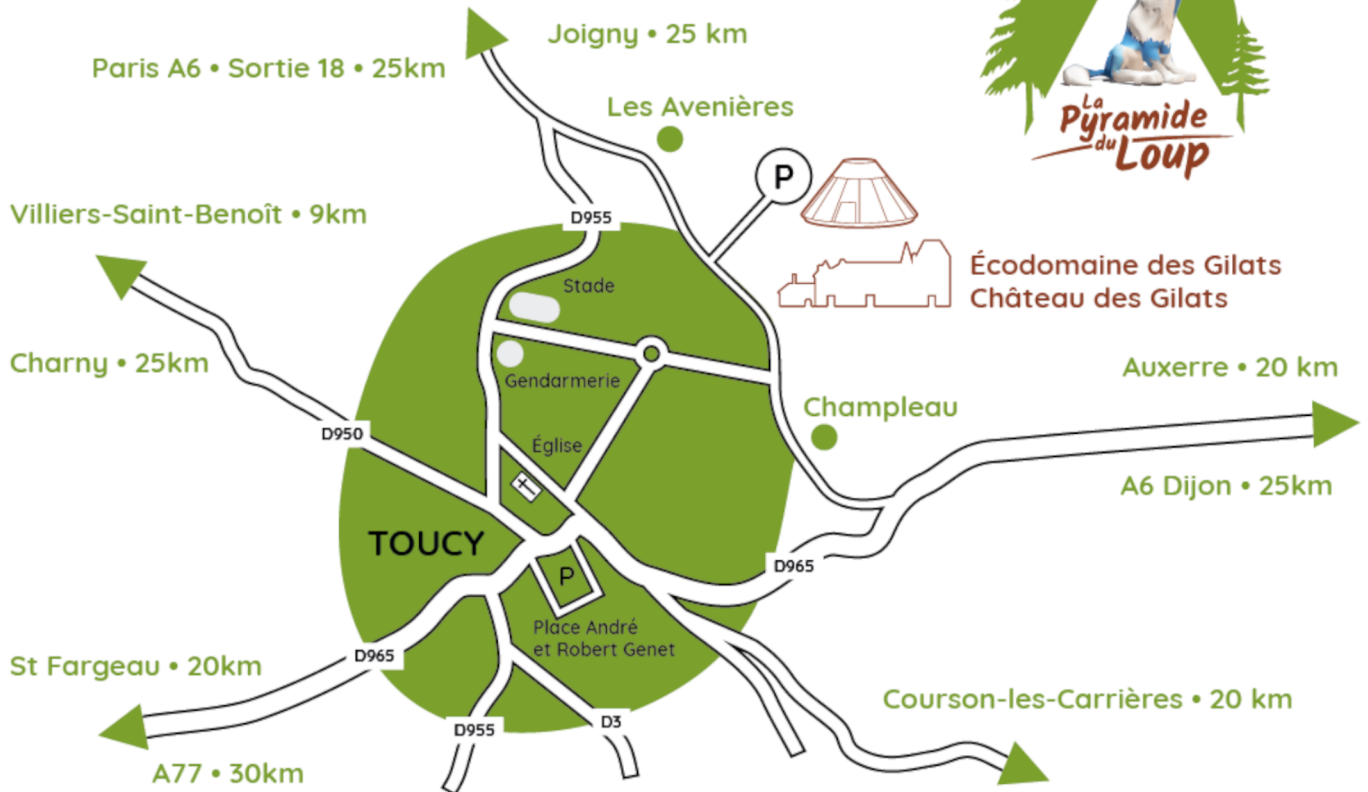 Joigny • 25 km
Paris A6 • Sortie 18 • 25km
Les Avenières
La
Pyramide
du Loup
P
Villiers-Saint-Benoît • 9km
D955
Écodomaine des Gilats
Château des Gilats
Stade
Charny • 25km
Gendarmerie
Auxerre • 20 km
Champleau
D950
Église
A6 Dijon • 25km
TOUCY
D965
P
Place André
et Robert Genet
D965
St Fargeau • 20km
Courson-les-Carrières • 20 km
D955
D3
A77 • 30km